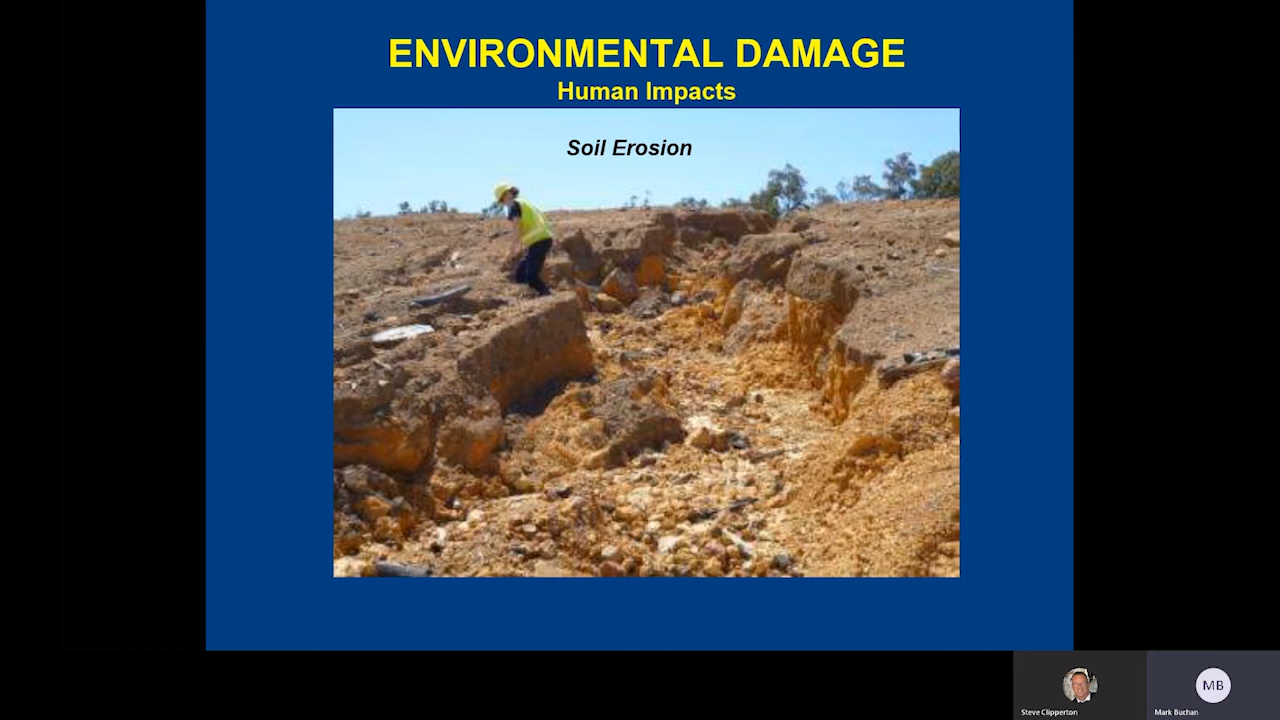 ENVIRONMENTAL DAMAGE
Human Impacts
Soil Erosion
MB
Steve Clipperton
Mark Buchan